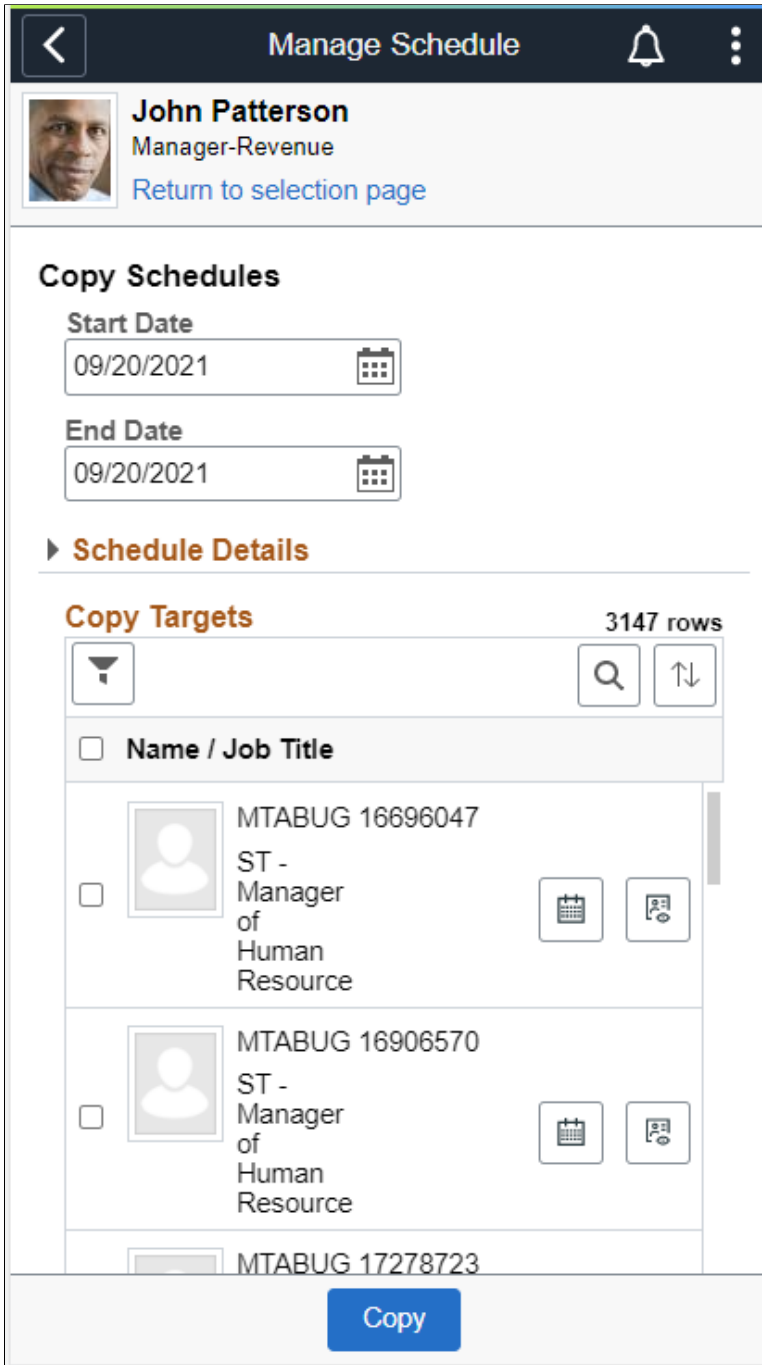 Manage Schedule
John Patterson
Manager-Revenue
Return to selection page
Copy Schedules
Start Date
09/20/2021
End Date
09/20/2021
Schedule Details
Copy Targets
3147 rows
Name / Job Title
MTABUG 16696047
ST -
Manager
of
Human
Resource
MTABUG 16906570
ST -
Manager
of
Human
Resource
MTABUG 17278723
Copy